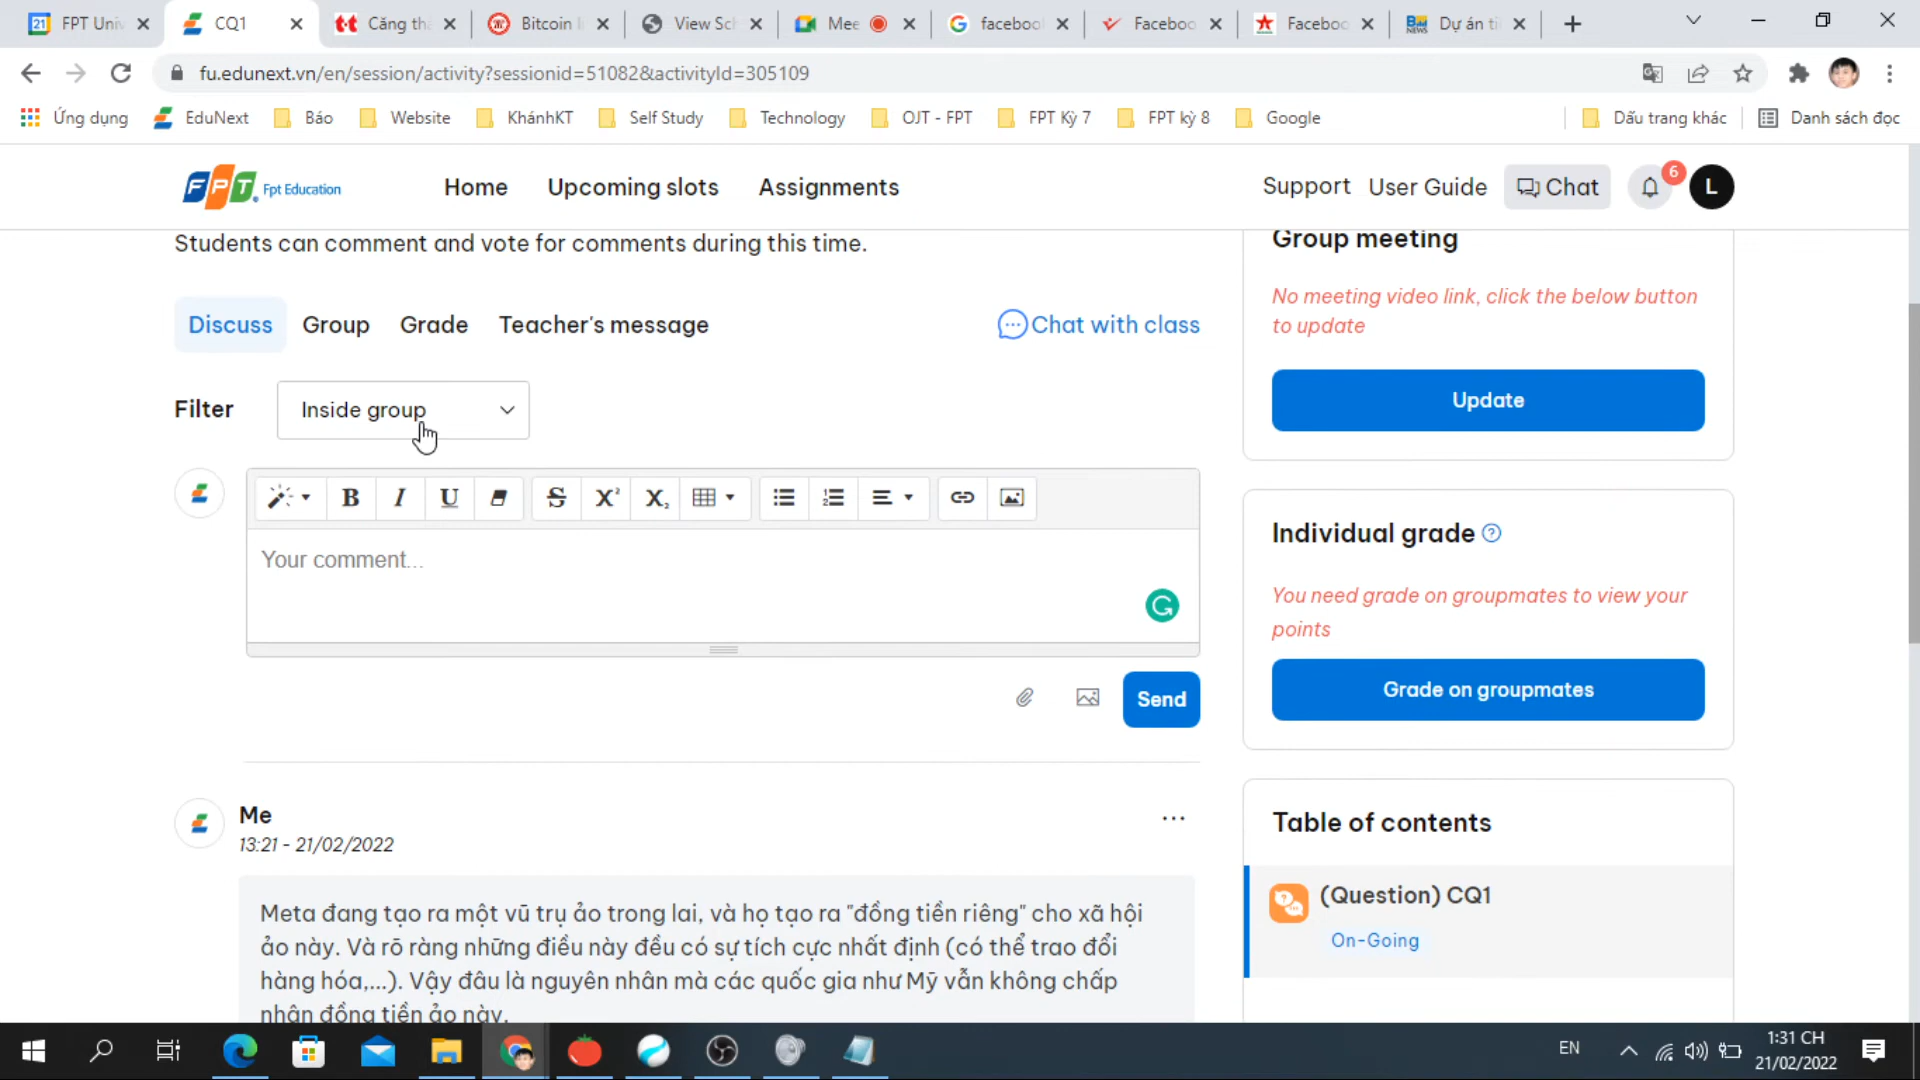 FPT Univ
CQ1
Căng th
Bitcoin l
View Sch
Mee
facebook
Faceboo
Faceboo
Dự án ti
fu.edunext.vn/en/session/activity?sessionid=51082&activityId=305109
Ứng dụng
EduNext
Báo
Website
KhánhKT
Self Study
Technology
OJT - FPT
FPT Kỳ 7
FPT kỳ 8
Google
Dấu trang khác
Danh sách đọc
FPT. Fpt Education
Home
Upcoming slots
Assignments
Support
User Guide
Chat
6
L
Students can comment and vote for comments during this time.
Discuss
Group
Grade
Teacher's message
Chat with class
Filter
Inside group
Your comment...
Send
Me
13:21 - 21/02/2022
Meta đang tạo ra một vũ trụ ảo trong lai, và họ tạo ra "đồng tiền riêng" cho xã hội
ảo này. Và rõ ràng những điều này đều có sự tích cực nhất định (có thể trao đổi
hàng hóa,...). Vậy đâu là nguyên nhân mà các quốc gia như Mỹ vẫn không chấp
nhận đồng tiền ảo này.
Group meeting
No meeting video link, click the below button
to update
Update
Individual grade
You need grade on groupmates to view your
points
Grade on groupmates
Table of contents
(Question) CQ1
On-Going
EN
1:31 CH
21/02/2022